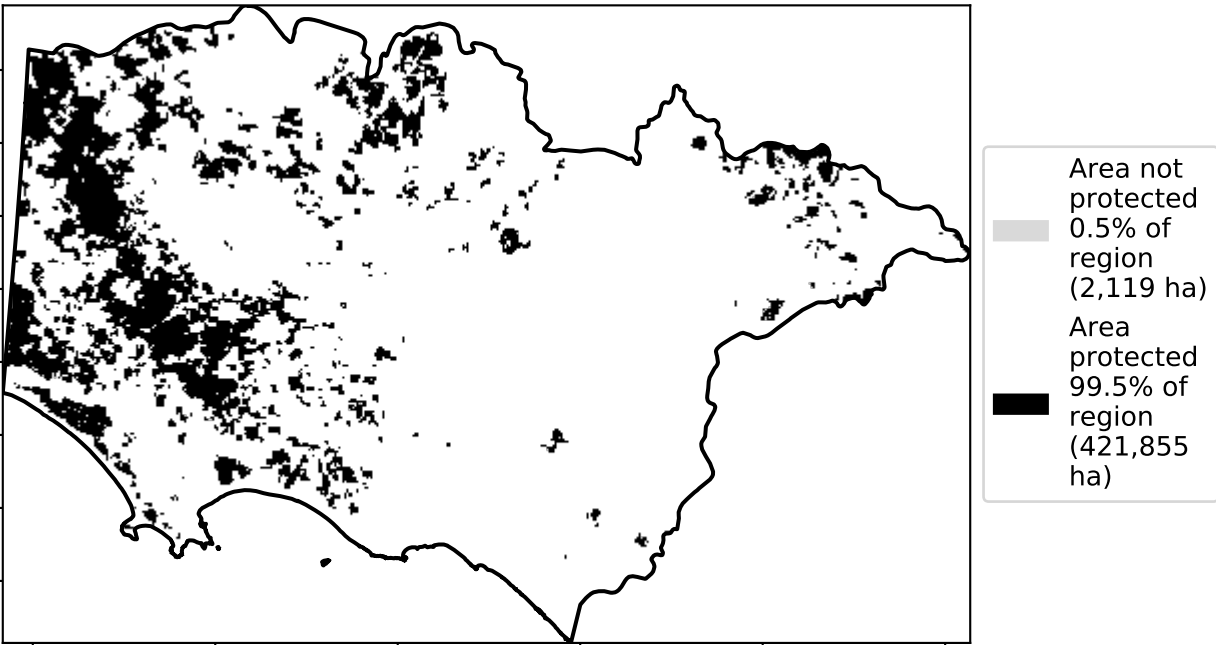 Area not
protected
0.5% of
region
(2,119 ha)
Area
protected
99.5% of
region
(421,855
ha)